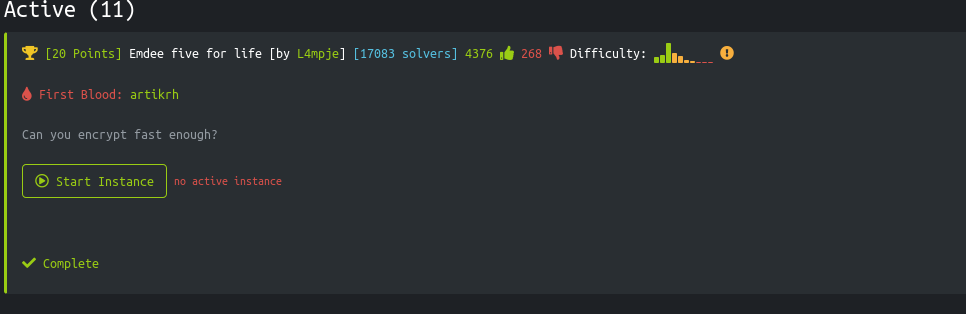 Active (11)
[20 Points] Emdee five for life [by L4mpje] [17083 solvers] 4376 268 Difficulty:
First Blood: artikrh
Can you encrypt fast enough?
Start Instance no active instance
Complete